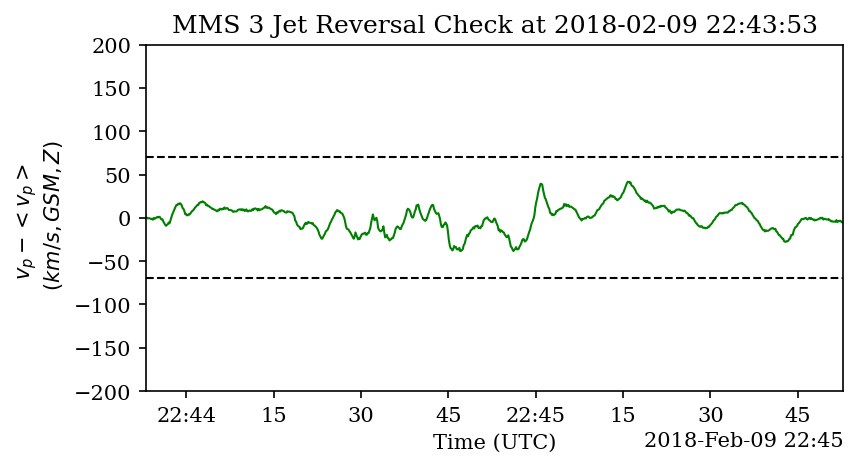 MMS 3 Jet Reversal Check at 2018-02-09 22:43:53
200
150
100
50
0
−50
−100
−150
−200
v_p − < v_p >
(km/s, GSM, Z)
22:44 15 30 45 22:45 15 30 45
Time (UTC) 2018-Feb-09 22:45